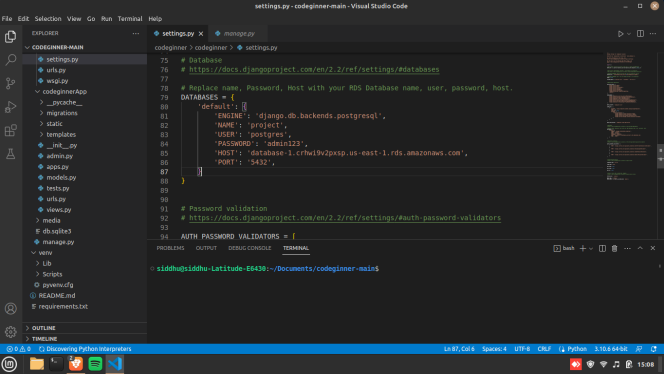 settings.py - codeginner-main - Visual Studio Code
File Edit Selection View Go Run Terminal Help
EXPLORER
settings.py
manage.py
codeginner > codeginner > settings.py
CODEGINNER-MAIN
settings.py
urls.py
wsgi.py
codeginnerApp
__pycache__
migrations
static
templates
__init__.py
admin.py
apps.py
models.py
tests.py
urls.py
views.py
media
db.sqlite3
manage.py
venv
Lib
Scripts
pyvenv.cfg
README.md
requirements.txt
OUTLINE
TIMELINE
75 # Database
76 # https://docs.djangoproject.com/en/2.2/ref/settings/#databases
77
78 # Replace name, Password, Host with your RDS Database name, user, password, host.
79 DATABASES = {
80 'default': {
81 'ENGINE': 'django.db.backends.postgresql',
82 'NAME': 'project',
83 'USER': 'postgres',
84 'PASSWORD': 'admin123',
85 'HOST': 'database-1.crhwi9v2pxsp.us-east-1.rds.amazonaws.com',
86 'PORT': '5432',
87 }
88 }
89
90
91 # Password validation
92 # https://docs.djangoproject.com/en/2.2/ref/settings/#auth-password-validators
93
94 AUTH_PASSWORD_VALIDATORS = [
PROBLEMS OUTPUT DEBUG CONSOLE TERMINAL
bash
siddhu@siddhu-Latitude-E6430:~/Documents/codeginner-main$
0 0 Discovering Python Interpreters
Ln 87, Col 6 Spaces: 4 UTF-8 CRLF Python 3.10.6 64-bit
2
15:08